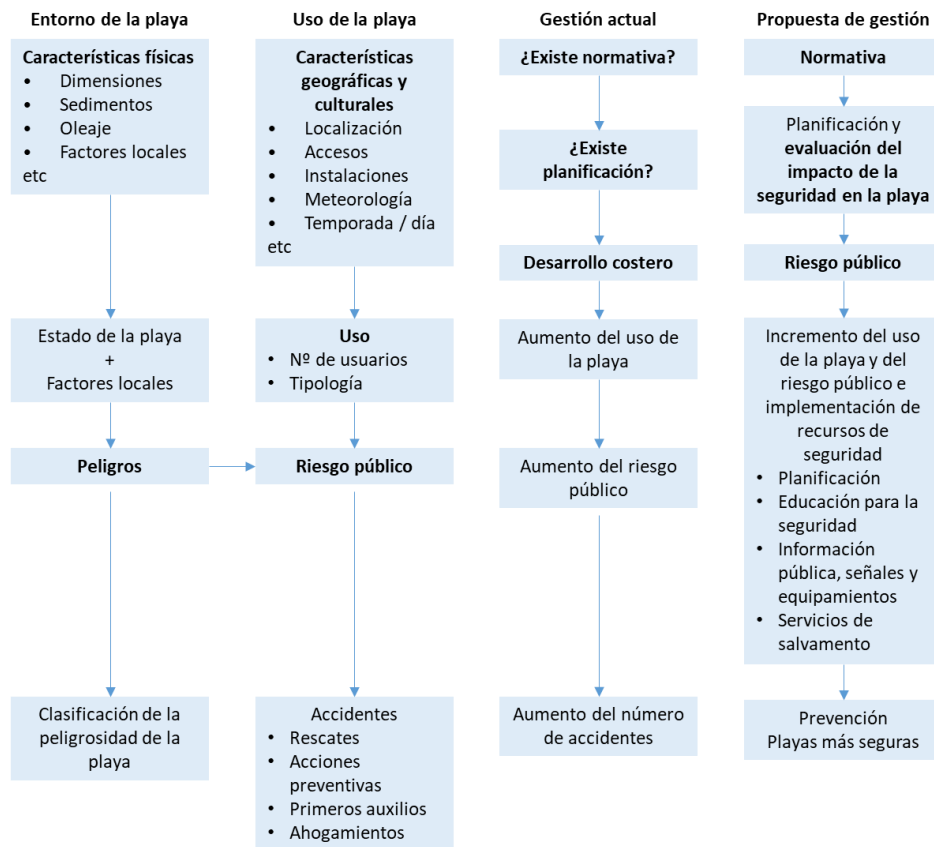 Entorno de la playa
Características físicas
• Dimensiones
• Sedimentos
• Oleaje
• Factores locales
etc
Estado de la playa
+
Factores locales
Peligros
Clasificación de la
peligrosidad de la
playa
Uso de la playa
Características
geográficas y
culturales
• Localización
• Accesos
• Instalaciones
• Meteorología
• Temporada / día
etc
Uso
• Nº de usuarios
• Tipología
Riesgo público
Accidentes
• Rescates
• Acciones
preventivas
• Primeros auxilios
• Ahogamientos
Gestión actual
¿Existe normativa?
¿Existe
planificación?
Desarrollo costero
Aumento del uso de
la playa
Aumento del riesgo
público
Aumento del número
de accidentes
Propuesta de gestión
Normativa
Planificación y
evaluación del
impacto de la
seguridad en la playa
Riesgo público
Incremento del uso
de la playa y del
riesgo público e
implementación de
recursos de
seguridad
• Planificación
• Educación para la
seguridad
• Información
pública, señales y
equipamientos
• Servicios de
salvamento
Prevención
Playas más seguras